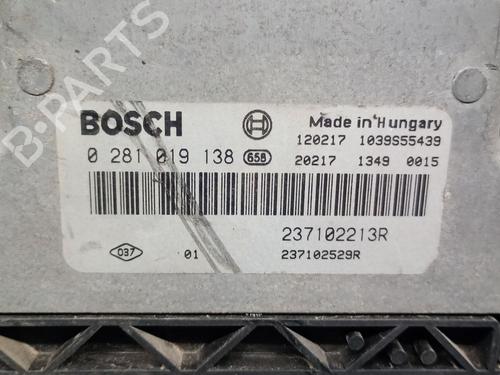 B-PARTS
BOSCH
Made in Hungary
120217 1039S55439
0 281 019 138 658
20217 1349 0015
237102213R
037 01 237102529R